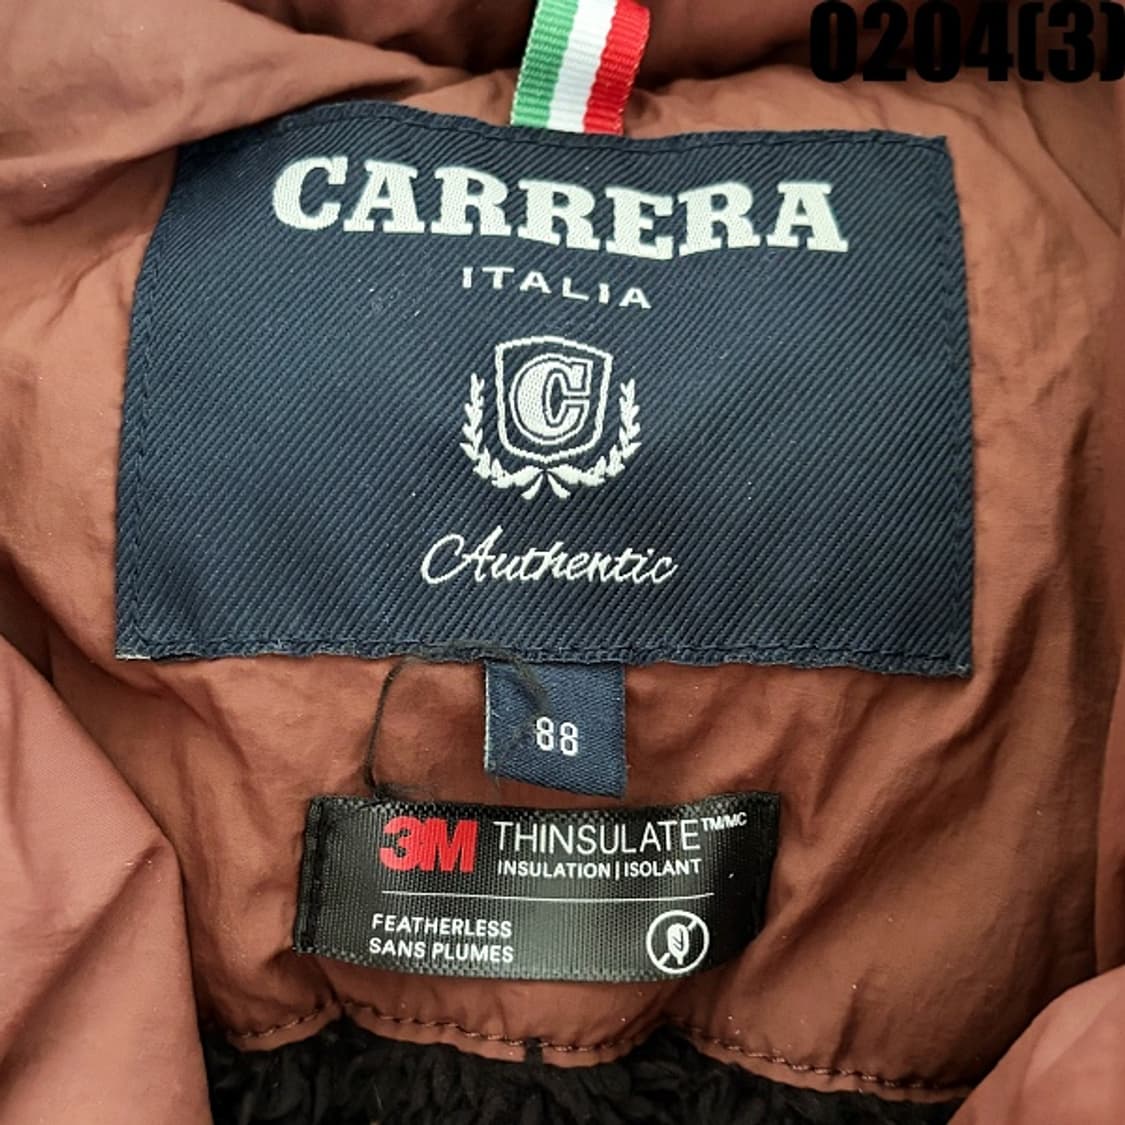 0204(3)
CARRERA
ITALIA
C
Authentic
88
3M THINSULATE™/MC
INSULATION | ISOLANT
FEATHERLESS
SANS PLUMES